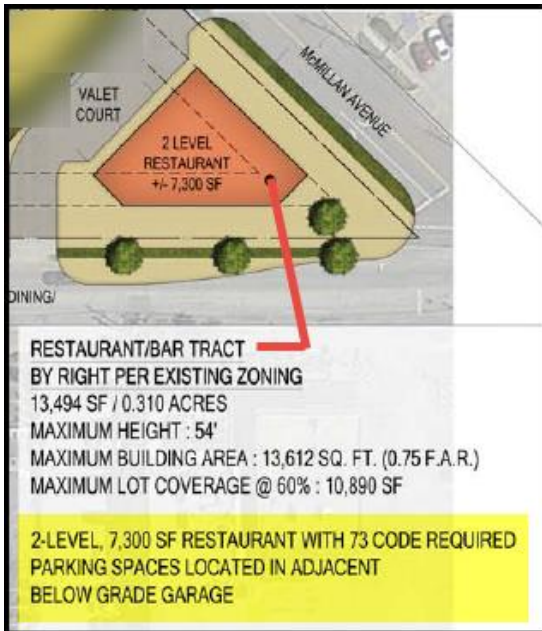 VALET
COURT
McMILLAN AVENUE
2 LEVEL
RESTAURANT
+/- 7,300 SF
DINING/
RESTAURANT/BAR TRACT
BY RIGHT PER EXISTING ZONING
13,494 SF / 0.310 ACRES
MAXIMUM HEIGHT : 54'
MAXIMUM BUILDING AREA : 13,612 SQ. FT. (0.75 F.A.R.)
MAXIMUM LOT COVERAGE @ 60% : 10,890 SF
2-LEVEL, 7,300 SF RESTAURANT WITH 73 CODE REQUIRED
PARKING SPACES LOCATED IN ADJACENT
BELOW GRADE GARAGE